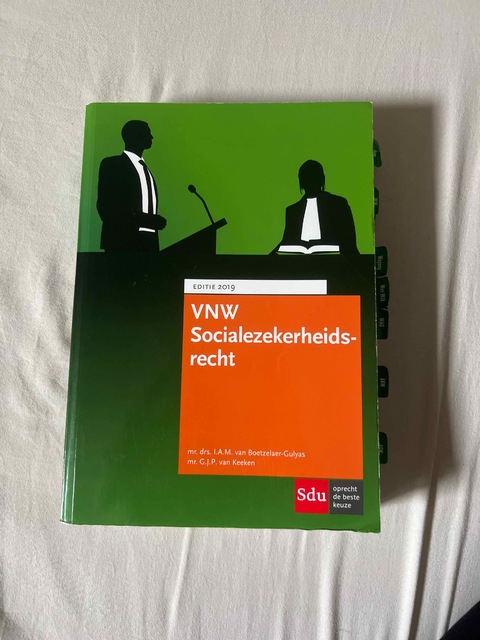 EDITIE 2019
VNW
Socialezekerheids-
recht
mr. drs. I.A.M. van Boetzelaer-Gulyas
mr. G.J.P. van Keeken
Sdu
oprecht
de beste
keuze